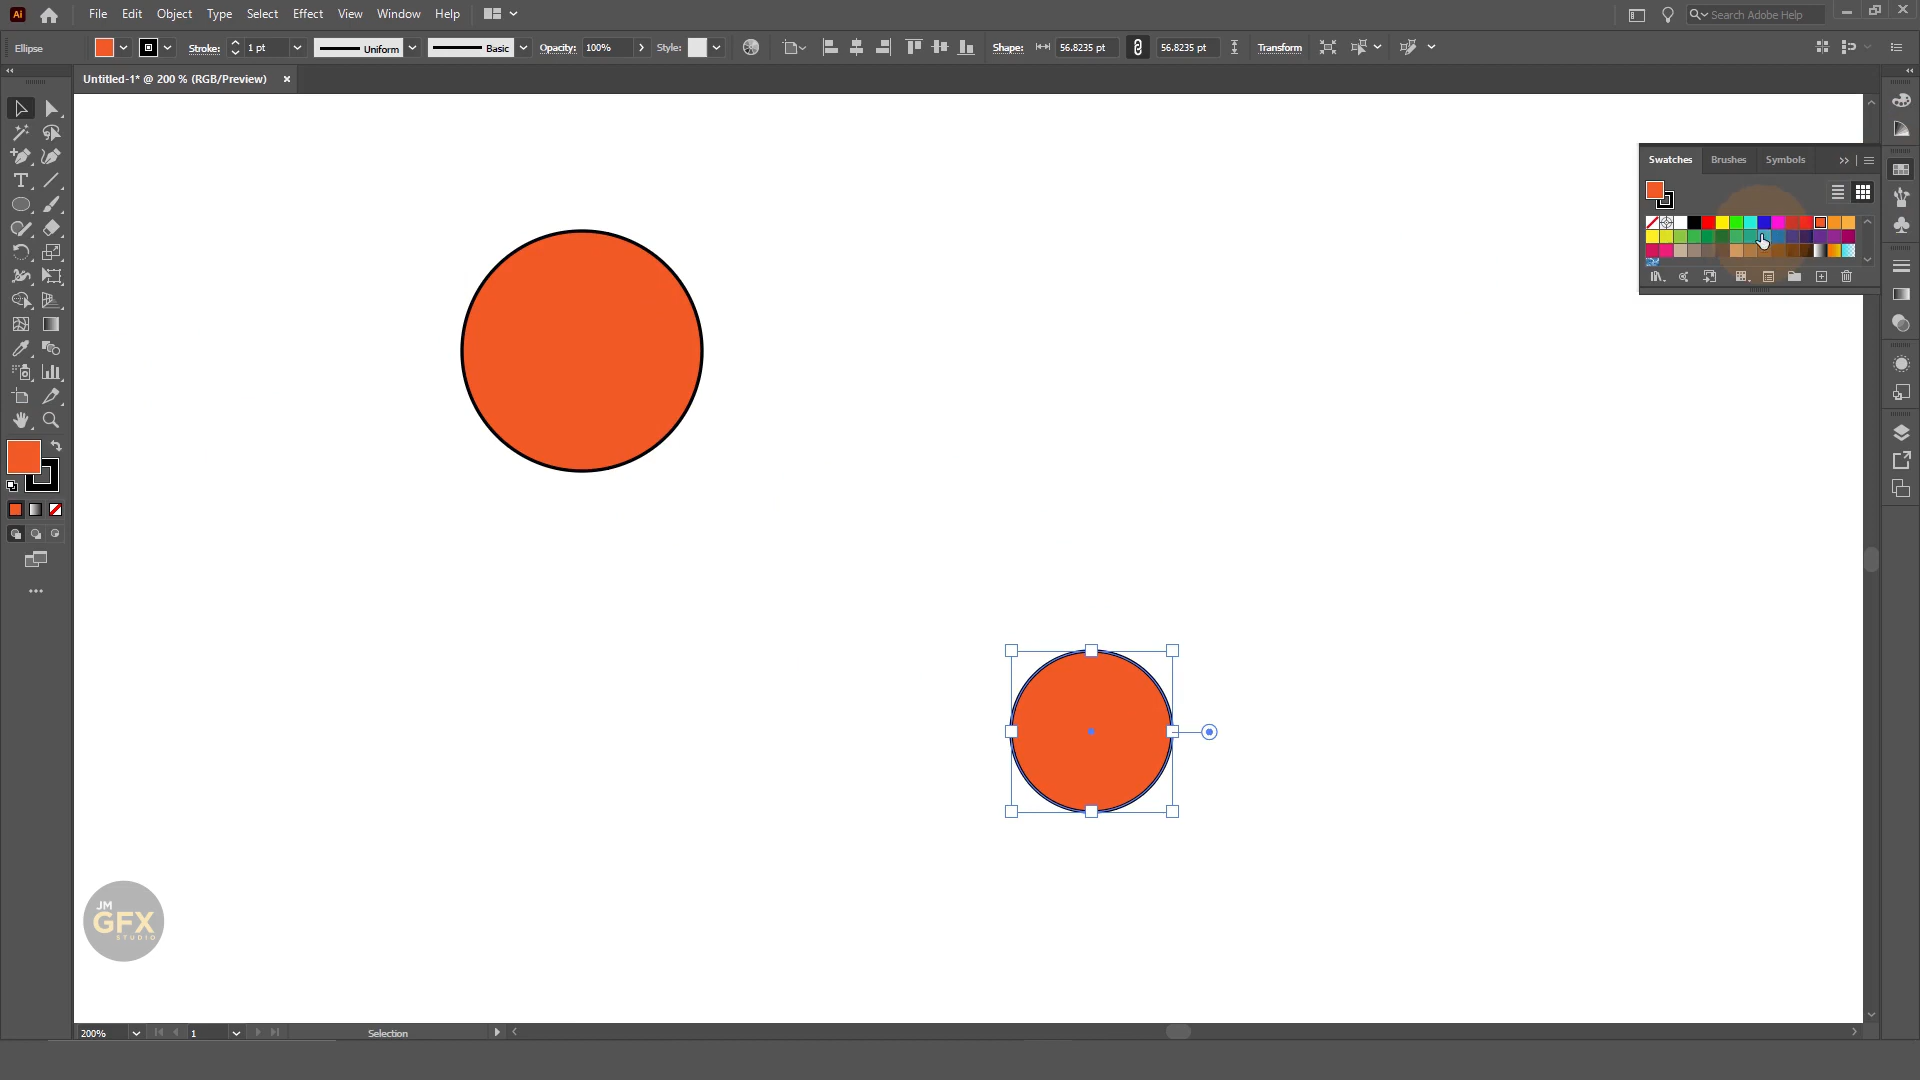 Ai File Edit Object Type Select Effect View Window Help Search Adobe Help
Ellipse Stroke: 1 pt Uniform Basic Opacity: 100% Style: Shape: 56.8235 pt 56.8235 pt Transform
Untitled-1* @ 200 % (RGB/Preview)
Swatches Brushes Symbols
JM
GFX
STUDIO
200% 1 Selection